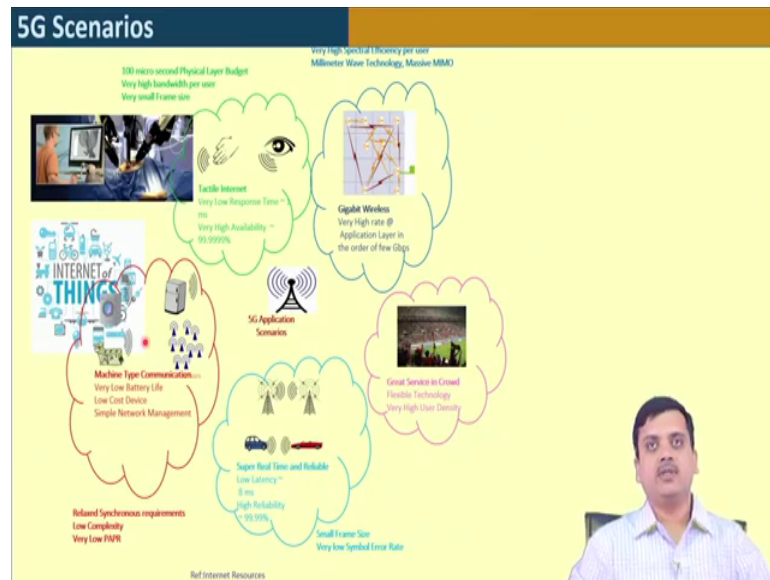 5G Scenarios
Very High Spectral Efficiency per user
Millimeter Wave Technology, Massive MIMO
100 micro second Physical Layer Budget
Very high bandwidth per user
Very small Frame size
Tactile Internet
Very Low Response Time ~
ms
Very High Availability ~
99.9999%
Gigabit Wireless
Very High rate @
Application Layer in
the order of few Gbps
INTERNET of
THINGS
5G Application
Scenarios
Machine Type Communication
Very Low Battery Life
Low Cost Device
Simple Network Management
Great Service in Crowd
Flexible Technology
Very High User Density
Super Real Time and Reliable
Low Latency ~
8 ms
High Reliability
~ 99.99%
Relaxed Synchronous requirements
Low Complexity
Very Low PAPR
Small Frame Size
Very low Symbol Error Rate
Ref Internet Resources